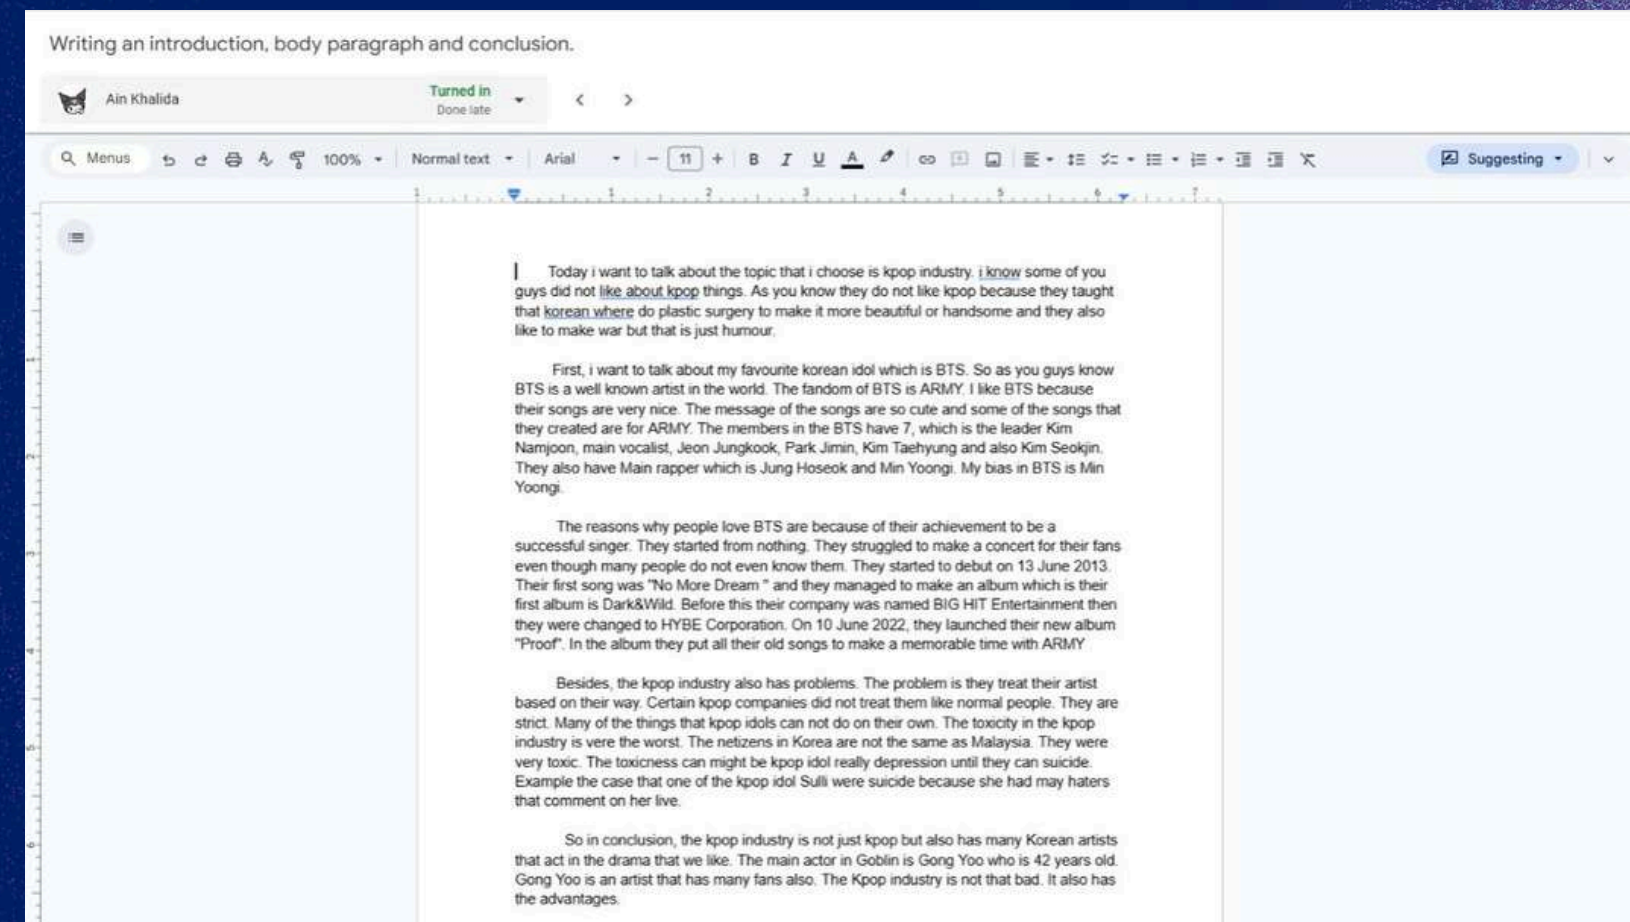 Writing an introduction, body paragraph and conclusion.
Ain Khalida
Turned in
Done late
Menus
100%
Normal text
Arial
11
B I U A
Suggesting
1 1 2 3 4 5 6 7
Today i want to talk about the topic that i choose is kpop industry. i know some of you
guys did not like about kpop things. As you know they do not like kpop because they taught
that korean where do plastic surgery to make it more beautiful or handsome and they also
like to make war but that is just humour.
First, i want to talk about my favourite korean idol which is BTS. So as you guys know
BTS is a well known artist in the world. The fandom of BTS is ARMY. I like BTS because
their songs are very nice. The message of the songs are so cute and some of the songs that
they created are for ARMY. The members in the BTS have 7, which is the leader Kim
Namjoon, main vocalist, Jeon Jungkook, Park Jimin, Kim Taehyung and also Kim Seokjin.
They also have Main rapper which is Jung Hoseok and Min Yoongi. My bias in BTS is Min
Yoongi.
The reasons why people love BTS are because of their achievement to be a
successful singer. They started from nothing. They struggled to make a concert for their fans
even though many people do not even know them. They started to debut on 13 June 2013.
Their first song was "No More Dream " and they managed to make an album which is their
first album is Dark&Wild. Before this their company was named BIG HIT Entertainment then
they were changed to HYBE Corporation. On 10 June 2022, they launched their new album
"Proof". In the album they put all their old songs to make a memorable time with ARMY
Besides, the kpop industry also has problems. The problem is they treat their artist
based on their way. Certain kpop companies did not treat them like normal people. They are
strict. Many of the things that kpop idols can not do on their own. The toxicity in the kpop
industry is vere the worst. The netizens in Korea are not the same as Malaysia. They were
very toxic. The toxicness can might be kpop idol really depression until they can suicide.
Example the case that one of the kpop idol Sulli were suicide because she had may haters
that comment on her live.
So in conclusion, the kpop industry is not just kpop but also has many Korean artists
that act in the drama that we like. The main actor in Goblin is Gong Yoo who is 42 years old.
Gong Yoo is an artist that has many fans also. The Kpop industry is not that bad. It also has
the advantages.